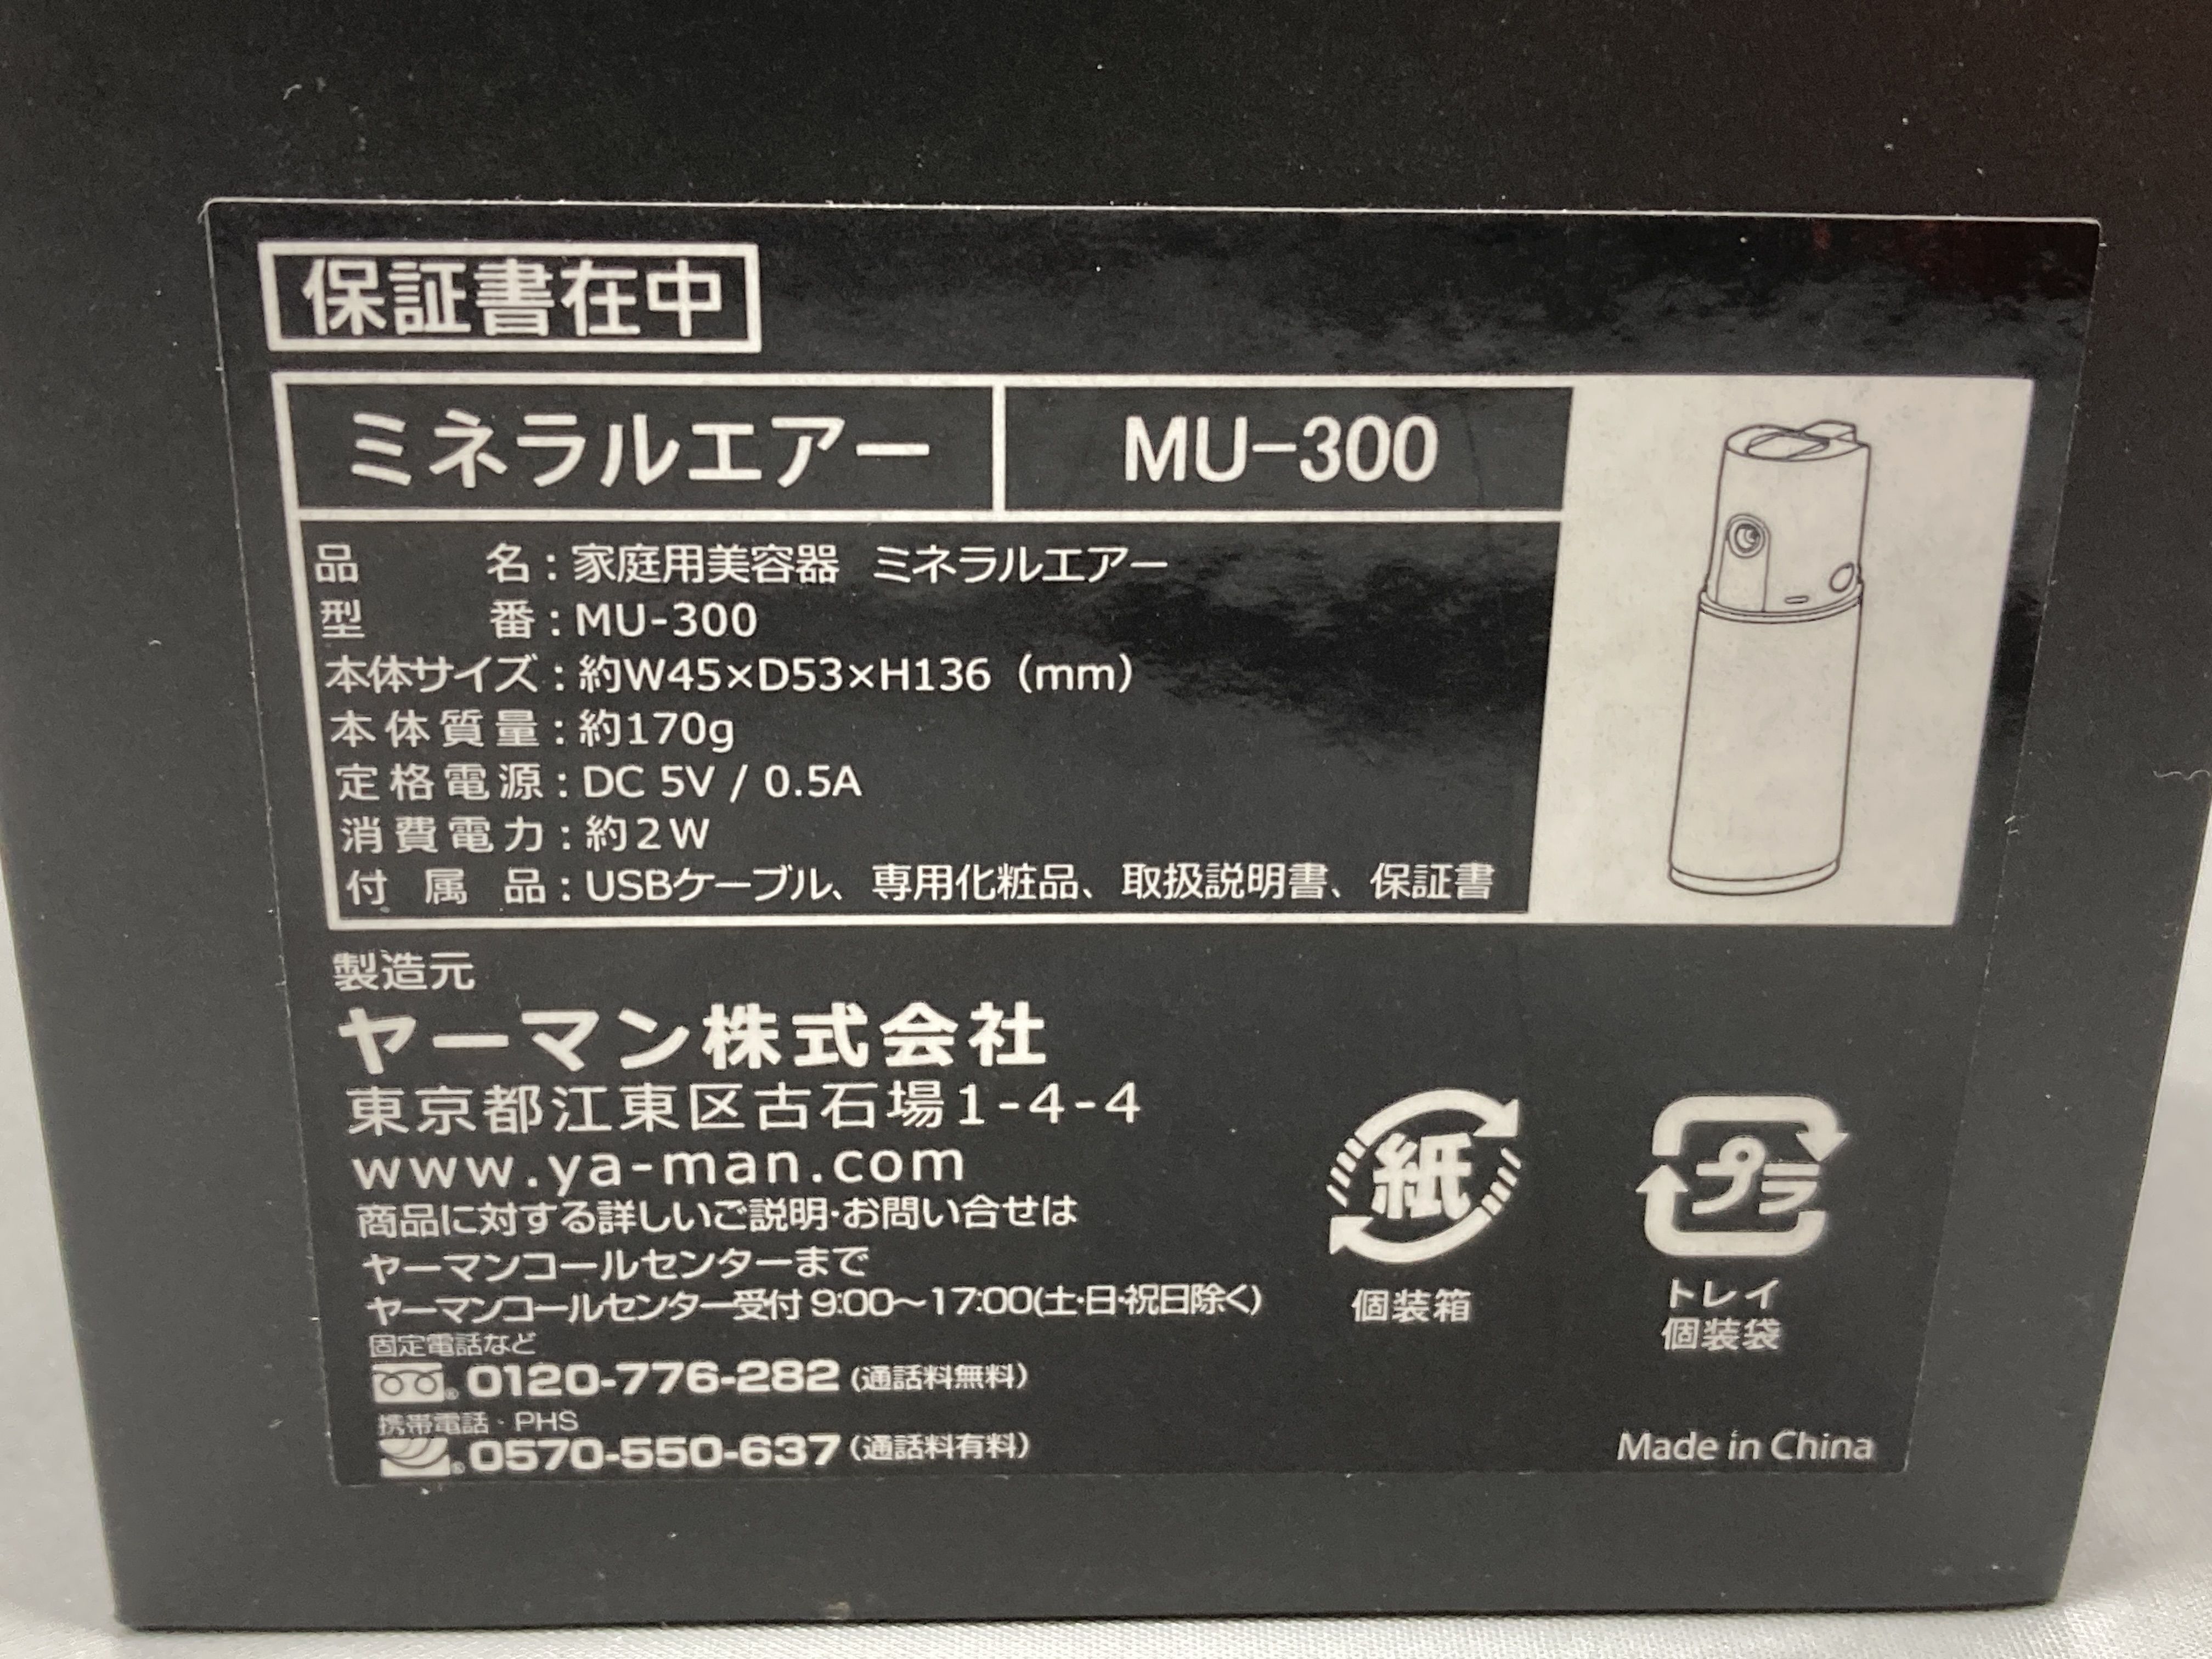 保証書在中
ミネラルエアー MU-300
品名：家庭用美容器 ミネラルエアー
型番：MU-300
本体サイズ：約W45×D53×H136（mm）
本体質量：約170g
定格電源：DC 5V / 0.5A
消費電力：約2W
付属品：USBケーブル、専用化粧品、取扱説明書、保証書
製造元
ヤーマン株式会社
東京都江東区古石場1-4-4
www.ya-man.com
商品に対する詳しいご説明・お問い合せは
ヤーマンコールセンターまで
ヤーマンコールセンター受付 9:00～17:00(土・日・祝日除く)
固定電話など
0120-776-282（通話料無料）
携帯電話・PHS
0570-550-637（通話料有料）
紙
個装箱
プラ
トレイ
個装袋
Made in China